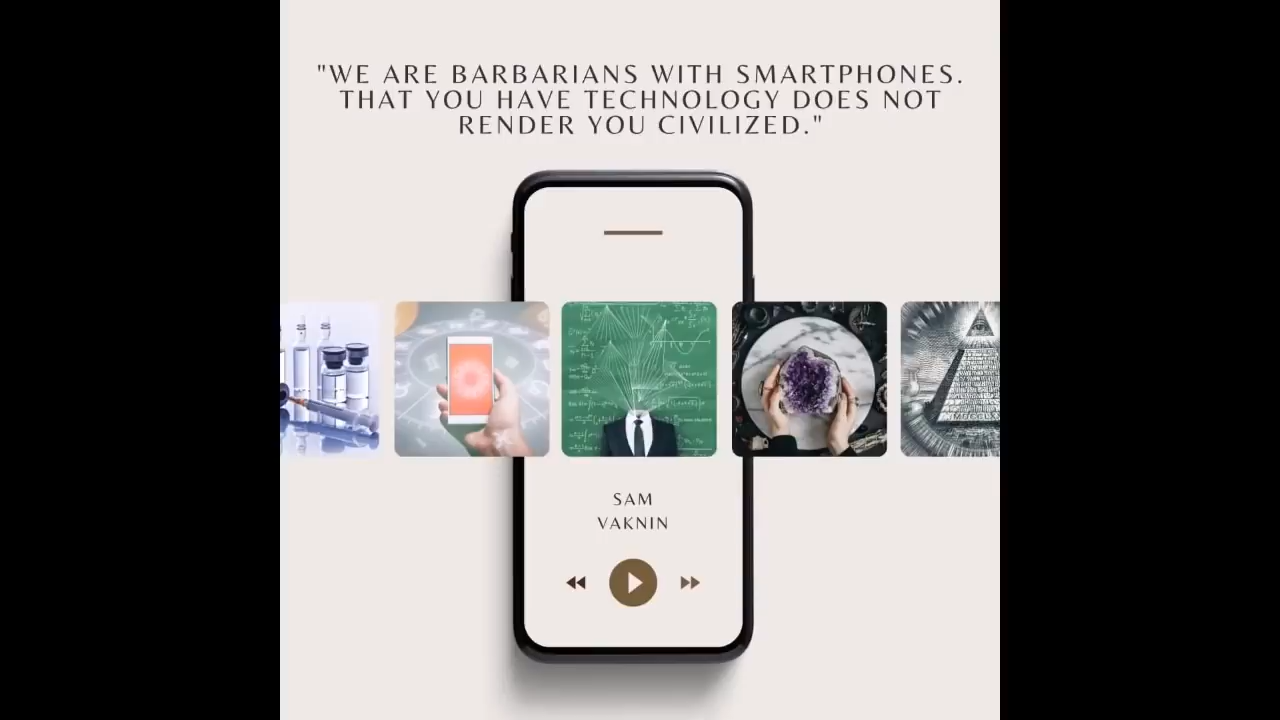 "WE ARE BARBARIANS WITH SMARTPHONES.
THAT YOU HAVE TECHNOLOGY DOES NOT
RENDER YOU CIVILIZED."
SAM
VAKNIN